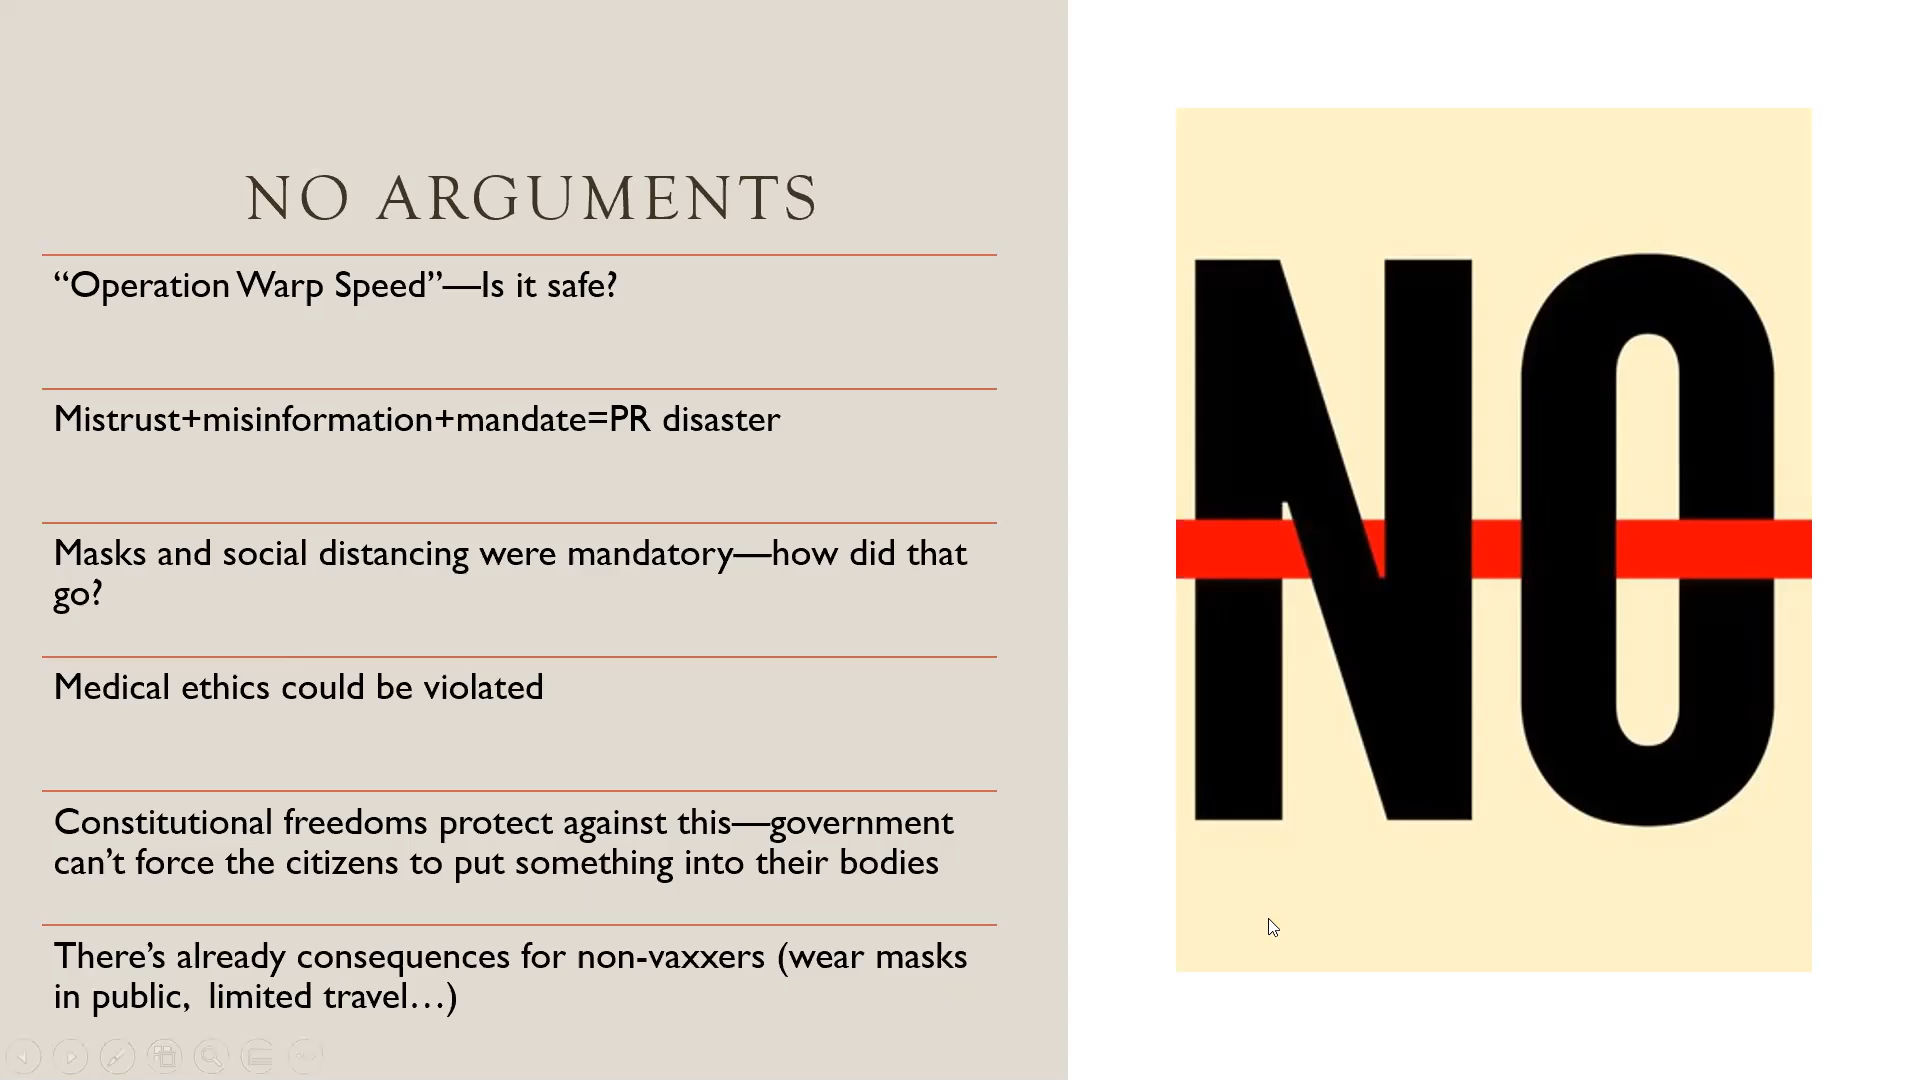 NO ARGUMENTS
“Operation Warp Speed”—Is it safe?
Mistrust+misinformation+mandate=PR disaster
Masks and social distancing were mandatory—how did that
go?
Medical ethics could be violated
Constitutional freedoms protect against this—government
can’t force the citizens to put something into their bodies
There’s already consequences for non-vaxxers (wear masks
in public,  limited travel…)
NO